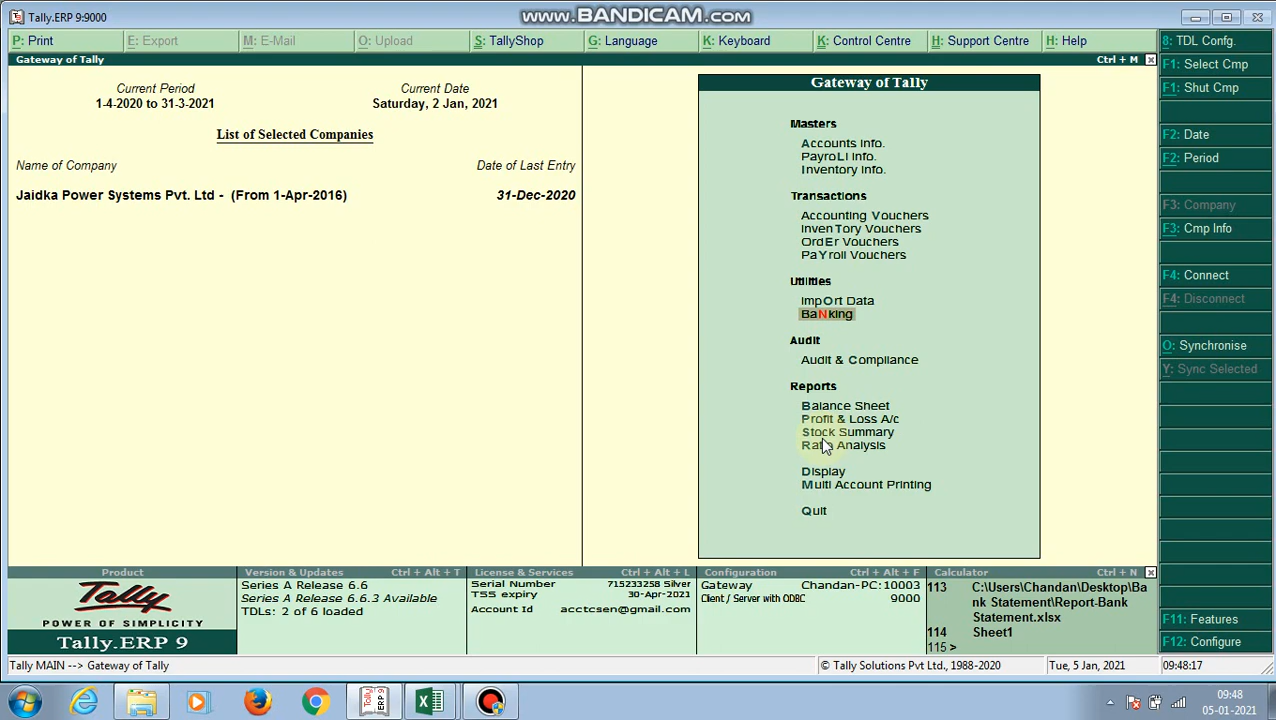 Tally.ERP 9:9000
www.BANDICAM.com
P: Print
E: Export
M: E-Mail
O: Upload
S: TallyShop
G: Language
K: Keyboard
K: Control Centre
H: Support Centre
H: Help
Gateway of Tally
Ctrl + M
Current Period
1-4-2020 to 31-3-2021
Current Date
Saturday, 2 Jan, 2021
List of Selected Companies
Name of Company
Date of Last Entry
Jaidka Power Systems Pvt. Ltd - (From 1-Apr-2016)
31-Dec-2020
Gateway of Tally
Masters
Accounts Info.
PayroLl Info.
Inventory Info.
Transactions
Accounting Vouchers
InvenTory Vouchers
OrdEr Vouchers
PaYroll Vouchers
Utilities
ImpOrt Data
BaNking
Audit
Audit & Compliance
Reports
Balance Sheet
Profit & Loss A/c
Stock Summary
Ratio Analysis
Display
Multi Account Printing
Quit
8: TDL Confg.
F1: Select Cmp
F1: Shut Cmp
F2: Date
F2: Period
F3: Company
F3: Cmp Info
F4: Connect
F4: Disconnect
O: Synchronise
Y: Sync Selected
F11: Features
F12: Configure
Product
Tally
POWER OF SIMPLICITY
Tally.ERP 9
Version & Updates
Ctrl + Alt + T
Series A Release 6.6
Series A Release 6.6.3 Available
TDLs: 2 of 6 loaded
License & Services
Ctrl + Alt + L
Serial Number
715233258 Silver
TSS expiry
30-Apr-2021
Account Id
acctcsen@gmail.com
Configuration
Ctrl + Alt + F
Gateway
Chandan-PC:10003
Client / Server with ODBC
9000
Calculator
Ctrl + N
113 C:\Users\Chandan\Desktop\Ba
nk Statement\Report-Bank
Statement.xlsx
114 Sheet1
115 >
Tally MAIN --> Gateway of Tally
© Tally Solutions Pvt Ltd., 1988-2020
Tue, 5 Jan, 2021
09:48:17
09:48
05-01-2021